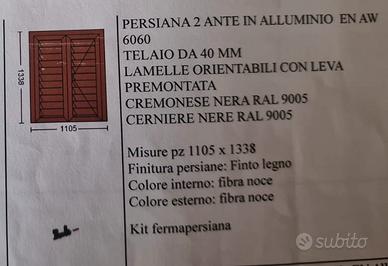 PERSIANA 2 ANTE IN ALLUMINIO EN AW
6060
TELAIO DA 40 MM
LAMELLE ORIENTABILI CON LEVA
PREMONTATA
CREMONESE NERA RAL 9005
CERNIERE NERE RAL 9005
1338
1105
Misure pz 1105 x 1338
Finitura persiane: Finto legno
Colore interno: fibra noce
Colore esterno: fibra noce
Kit fermapersiana
subito